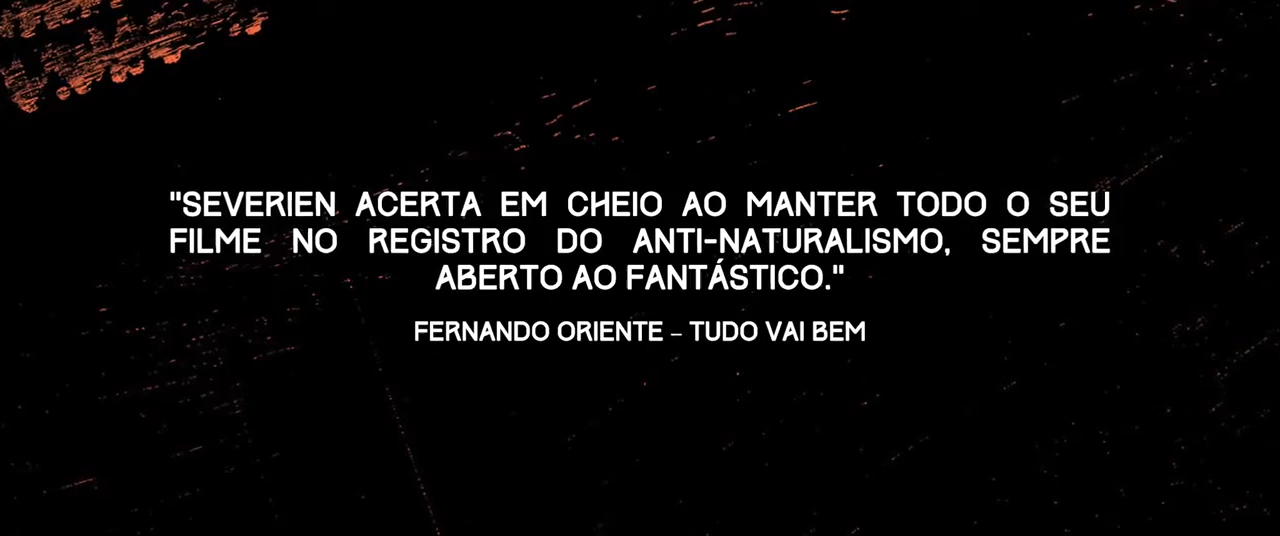 "SEVERIEN ACERTA EM CHEIO AO MANTER TODO O SEU
FILME NO REGISTRO DO ANTI-NATURALISMO, SEMPRE
ABERTO AO FANTÁSTICO."
FERNANDO ORIENTE – TUDO VAI BEM